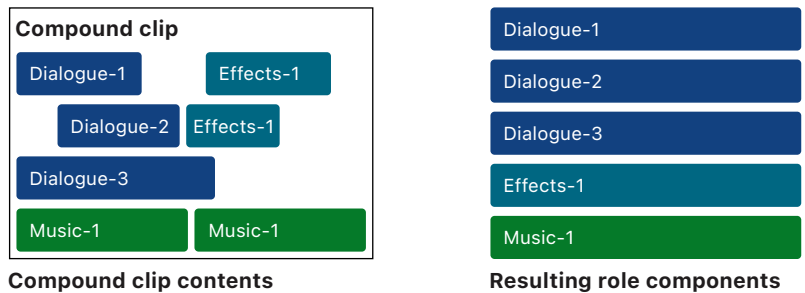 Compound clip
Dialogue-1
Effects-1
Dialogue-2
Effects-1
Dialogue-3
Music-1
Music-1
Compound clip contents
Dialogue-1
Dialogue-2
Dialogue-3
Effects-1
Music-1
Resulting role components